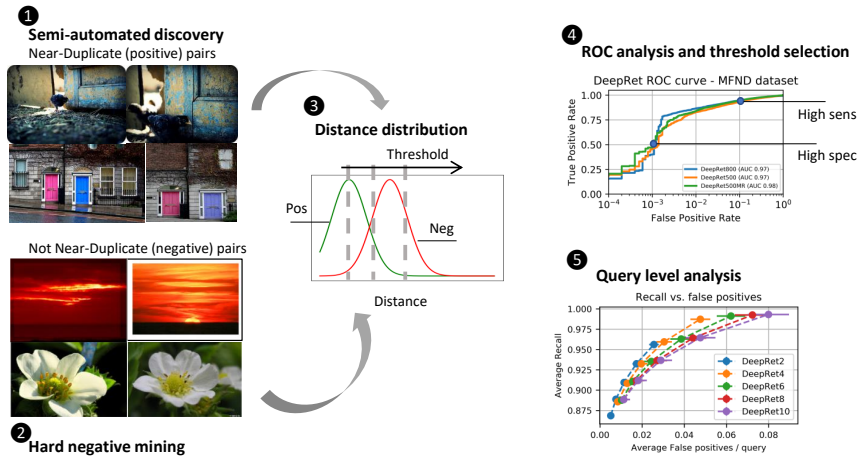 1
Semi-automated discovery
Near-Duplicate (positive) pairs
Not Near-Duplicate (negative) pairs
2
Hard negative mining
3
Distance distribution
Threshold
Pos
Neg
Distance
4
ROC analysis and threshold selection
DeepRet ROC curve - MFND dataset
True Positive Rate
1.00
0.75
0.50
0.25
0.00
DeepRet800 (AUC 0.97)
DeepRet500 (AUC 0.97)
DeepRet500MR (AUC 0.98)
10⁻⁴ 10⁻³ 10⁻² 10⁻¹ 10⁰
False Positive Rate
High sens
High spec
5
Query level analysis
Recall vs. false positives
Average Recall
1.000
0.975
0.950
0.925
0.900
0.875
DeepRet2
DeepRet4
DeepRet6
DeepRet8
DeepRet10
0.00 0.02 0.04 0.06 0.08
Average False positives / query